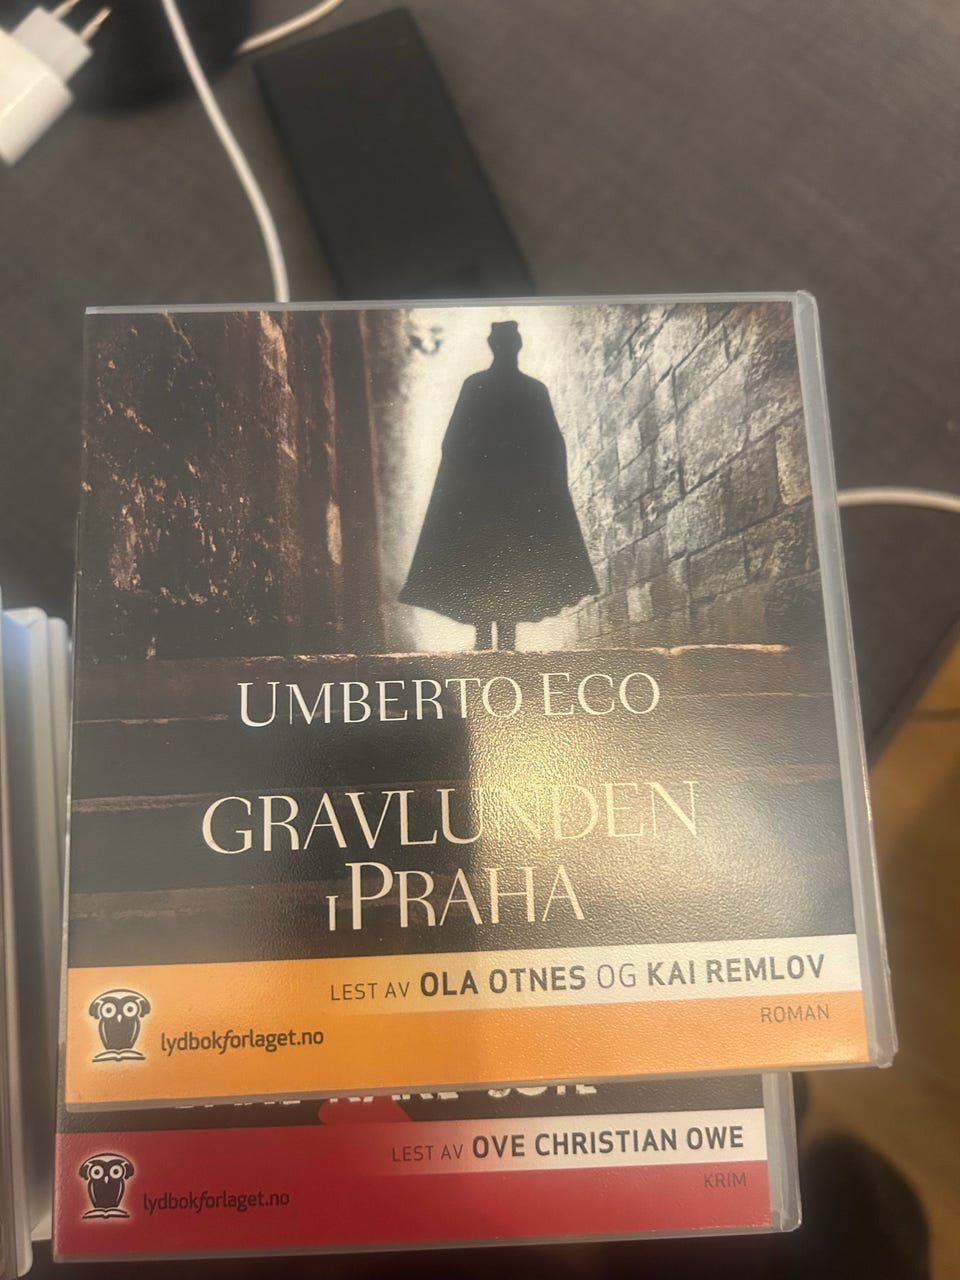 UMBERTO ECO
GRAVLUNDEN
I PRAHA
LEST AV OLA OTNES OG KAI REMLOV
ROMAN
lydbokforlaget.no
LEST AV OVE CHRISTIAN OWE
KRIM
lydbokforlaget.no